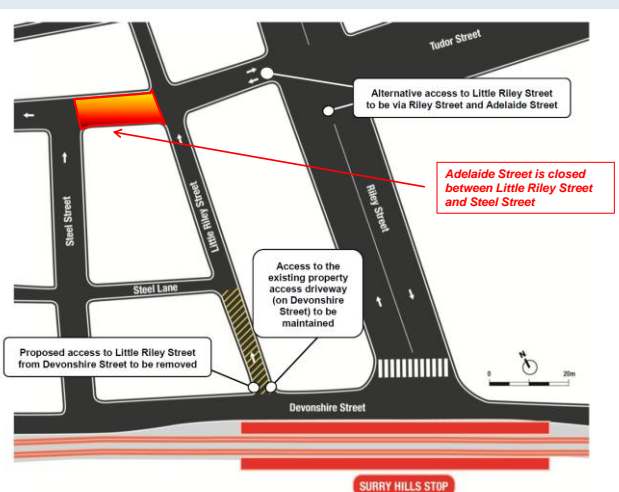 Tudor Street
Alternative access to Little Riley Street
to be via Riley Street and Adelaide Street
Adelaide Street is closed
between Little Riley Street
and Steel Street
Steel Street
Little Riley Street
Riley Street
Access to the
existing property
access driveway
(on Devonshire
Street) to be
maintained
Steel Lane
Proposed access to Little Riley Street
from Devonshire Street to be removed
N
0
20m
Devonshire Street
SURRY HILLS STOP